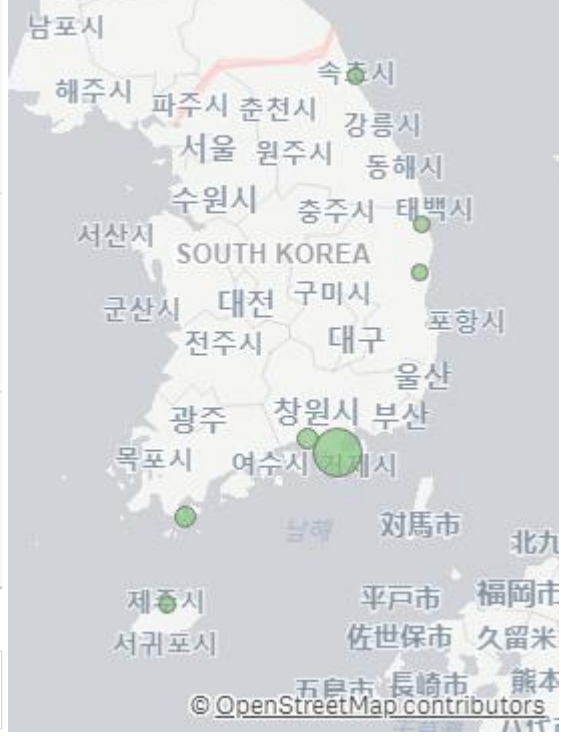 남포시
해주시
파주시
춘천시
속초시
강릉시
서울
원주시
동해시
수원시
충주시
태백시
서산시
SOUTH KOREA
군산시
대전
구미시
포항시
전주시
대구
울산
광주
창원시
부산
목포시
여수시
거제시
남해
対馬市
北九
제주시
平戸市
福岡市
서귀포시
佐世保市
久留米
五島市
長崎市
熊本
© OpenStreetMap contributors
八代市